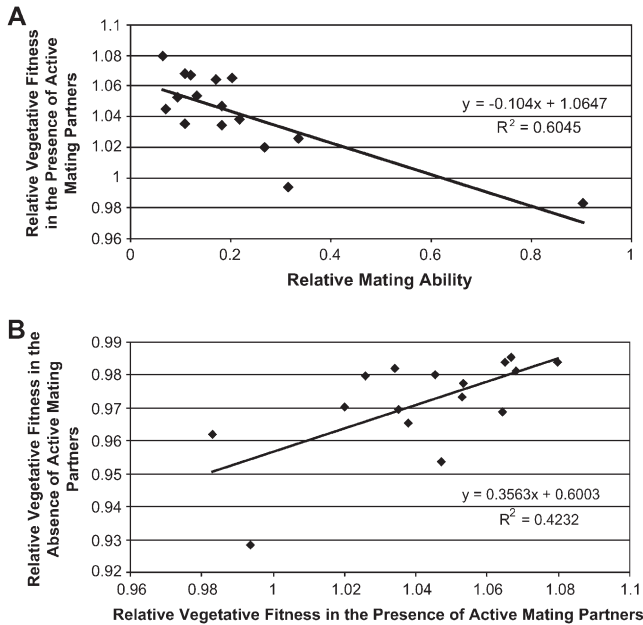 A
Relative Vegetative Fitness
in the Presence of Active
Mating Partners
1.1
1.08
1.06
1.04
1.02
1
0.98
0.96
y = -0.104x + 1.0647
R2 = 0.6045
0 0.2 0.4 0.6 0.8 1
Relative Mating Ability
B
Relative Vegetative Fitness in the
Absence of Active Mating
Partners
0.99
0.98
0.97
0.96
0.95
0.94
0.93
0.92
y = 0.3563x + 0.6003
R2 = 0.4232
0.96 0.98 1 1.02 1.04 1.06 1.08 1.1
Relative Vegetative Fitness in the Presence of Active Mating Partners